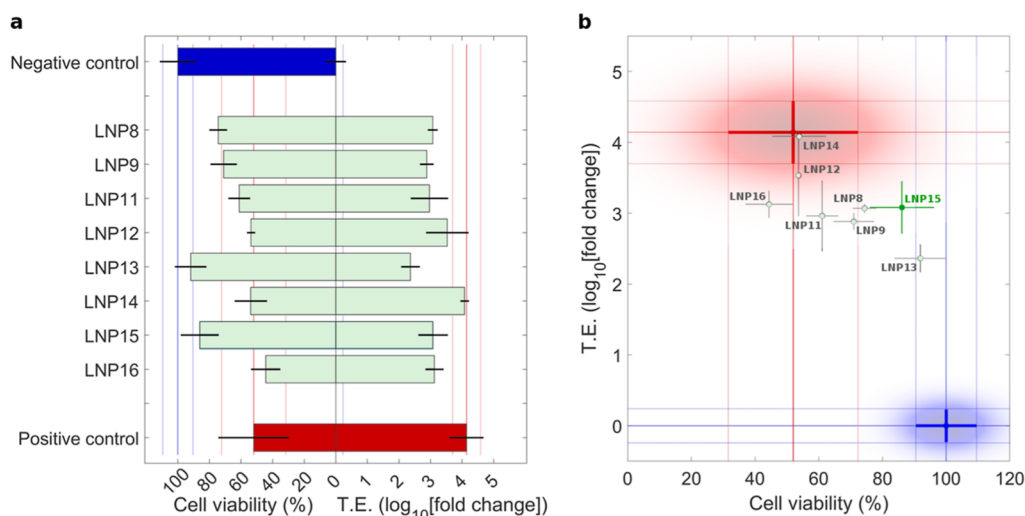 a
Negative control
LNP8
LNP9
LNP11
LNP12
LNP13
LNP14
LNP15
LNP16
Positive control
100 80 60 40 20 0 1 2 3 4 5
Cell viability (%) T.E. (log10[fold change])
b
T.E. (log10[fold change])
5
4
3
2
1
0
LNP14
LNP12
LNP16
LNP8
LNP15
LNP11
LNP9
LNP13
0 20 40 60 80 100 120
Cell viability (%)